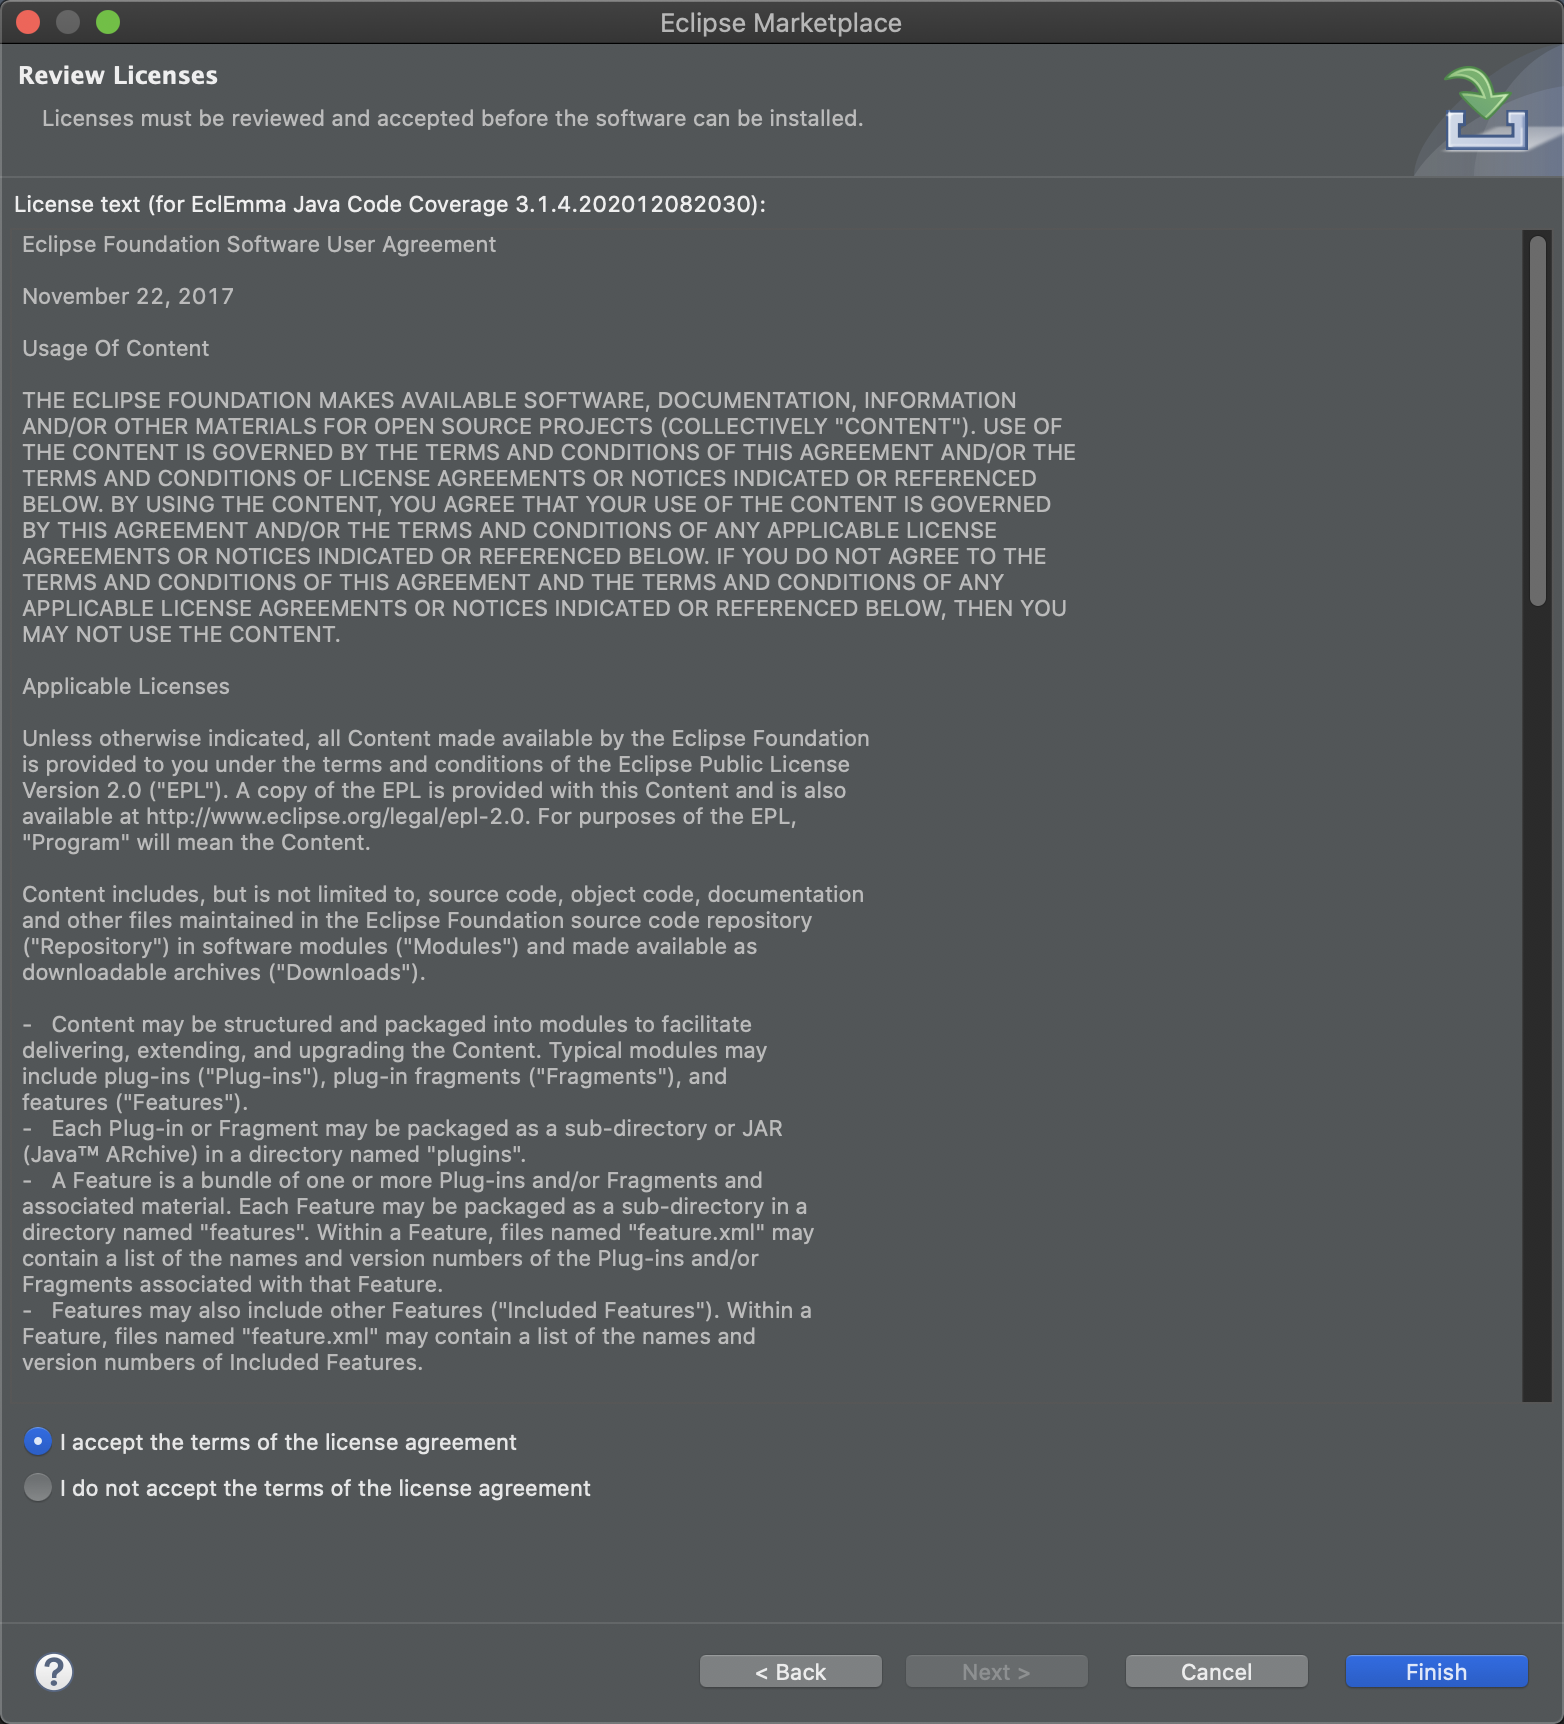 Eclipse Marketplace
Review Licenses
Licenses must be reviewed and accepted before the software can be installed.
License text (for EclEmma Java Code Coverage 3.1.4.202012082030):
Eclipse Foundation Software User Agreement
November 22, 2017
Usage Of Content
THE ECLIPSE FOUNDATION MAKES AVAILABLE SOFTWARE, DOCUMENTATION, INFORMATION
AND/OR OTHER MATERIALS FOR OPEN SOURCE PROJECTS (COLLECTIVELY "CONTENT"). USE OF
THE CONTENT IS GOVERNED BY THE TERMS AND CONDITIONS OF THIS AGREEMENT AND/OR THE
TERMS AND CONDITIONS OF LICENSE AGREEMENTS OR NOTICES INDICATED OR REFERENCED
BELOW. BY USING THE CONTENT, YOU AGREE THAT YOUR USE OF THE CONTENT IS GOVERNED
BY THIS AGREEMENT AND/OR THE TERMS AND CONDITIONS OF ANY APPLICABLE LICENSE
AGREEMENTS OR NOTICES INDICATED OR REFERENCED BELOW. IF YOU DO NOT AGREE TO THE
TERMS AND CONDITIONS OF THIS AGREEMENT AND THE TERMS AND CONDITIONS OF ANY
APPLICABLE LICENSE AGREEMENTS OR NOTICES INDICATED OR REFERENCED BELOW, THEN YOU
MAY NOT USE THE CONTENT.
Applicable Licenses
Unless otherwise indicated, all Content made available by the Eclipse Foundation
is provided to you under the terms and conditions of the Eclipse Public License
Version 2.0 ("EPL"). A copy of the EPL is provided with this Content and is also
available at http://www.eclipse.org/legal/epl-2.0. For purposes of the EPL,
"Program" will mean the Content.
Content includes, but is not limited to, source code, object code, documentation
and other files maintained in the Eclipse Foundation source code repository
("Repository") in software modules ("Modules") and made available as
downloadable archives ("Downloads").
- Content may be structured and packaged into modules to facilitate
delivering, extending, and upgrading the Content. Typical modules may
include plug-ins ("Plug-ins"), plug-in fragments ("Fragments"), and
features ("Features").
- Each Plug-in or Fragment may be packaged as a sub-directory or JAR
(Java™ ARchive) in a directory named "plugins".
- A Feature is a bundle of one or more Plug-ins and/or Fragments and
associated material. Each Feature may be packaged as a sub-directory in a
directory named "features". Within a Feature, files named "feature.xml" may
contain a list of the names and version numbers of the Plug-ins and/or
Fragments associated with that Feature.
- Features may also include other Features ("Included Features"). Within a
Feature, files named "feature.xml" may contain a list of the names and
version numbers of Included Features.
I accept the terms of the license agreement
I do not accept the terms of the license agreement
?
< Back
Next >
Cancel
Finish